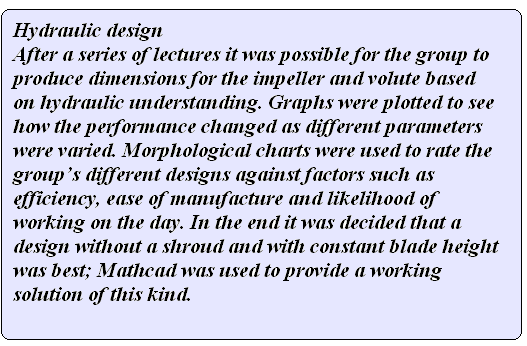 Hydraulic design
After a series of lectures it was possible for the group to
produce dimensions for the impeller and volute based
on hydraulic understanding. Graphs were plotted to see
how the performance changed as different parameters
were varied. Morphological charts were used to rate the
group's different designs against factors such as
efficiency, ease of manufacture and likelihood of
working on the day. In the end it was decided that a
design without a shroud and with constant blade height
was best; Mathcad was used to provide a working
solution of this kind.